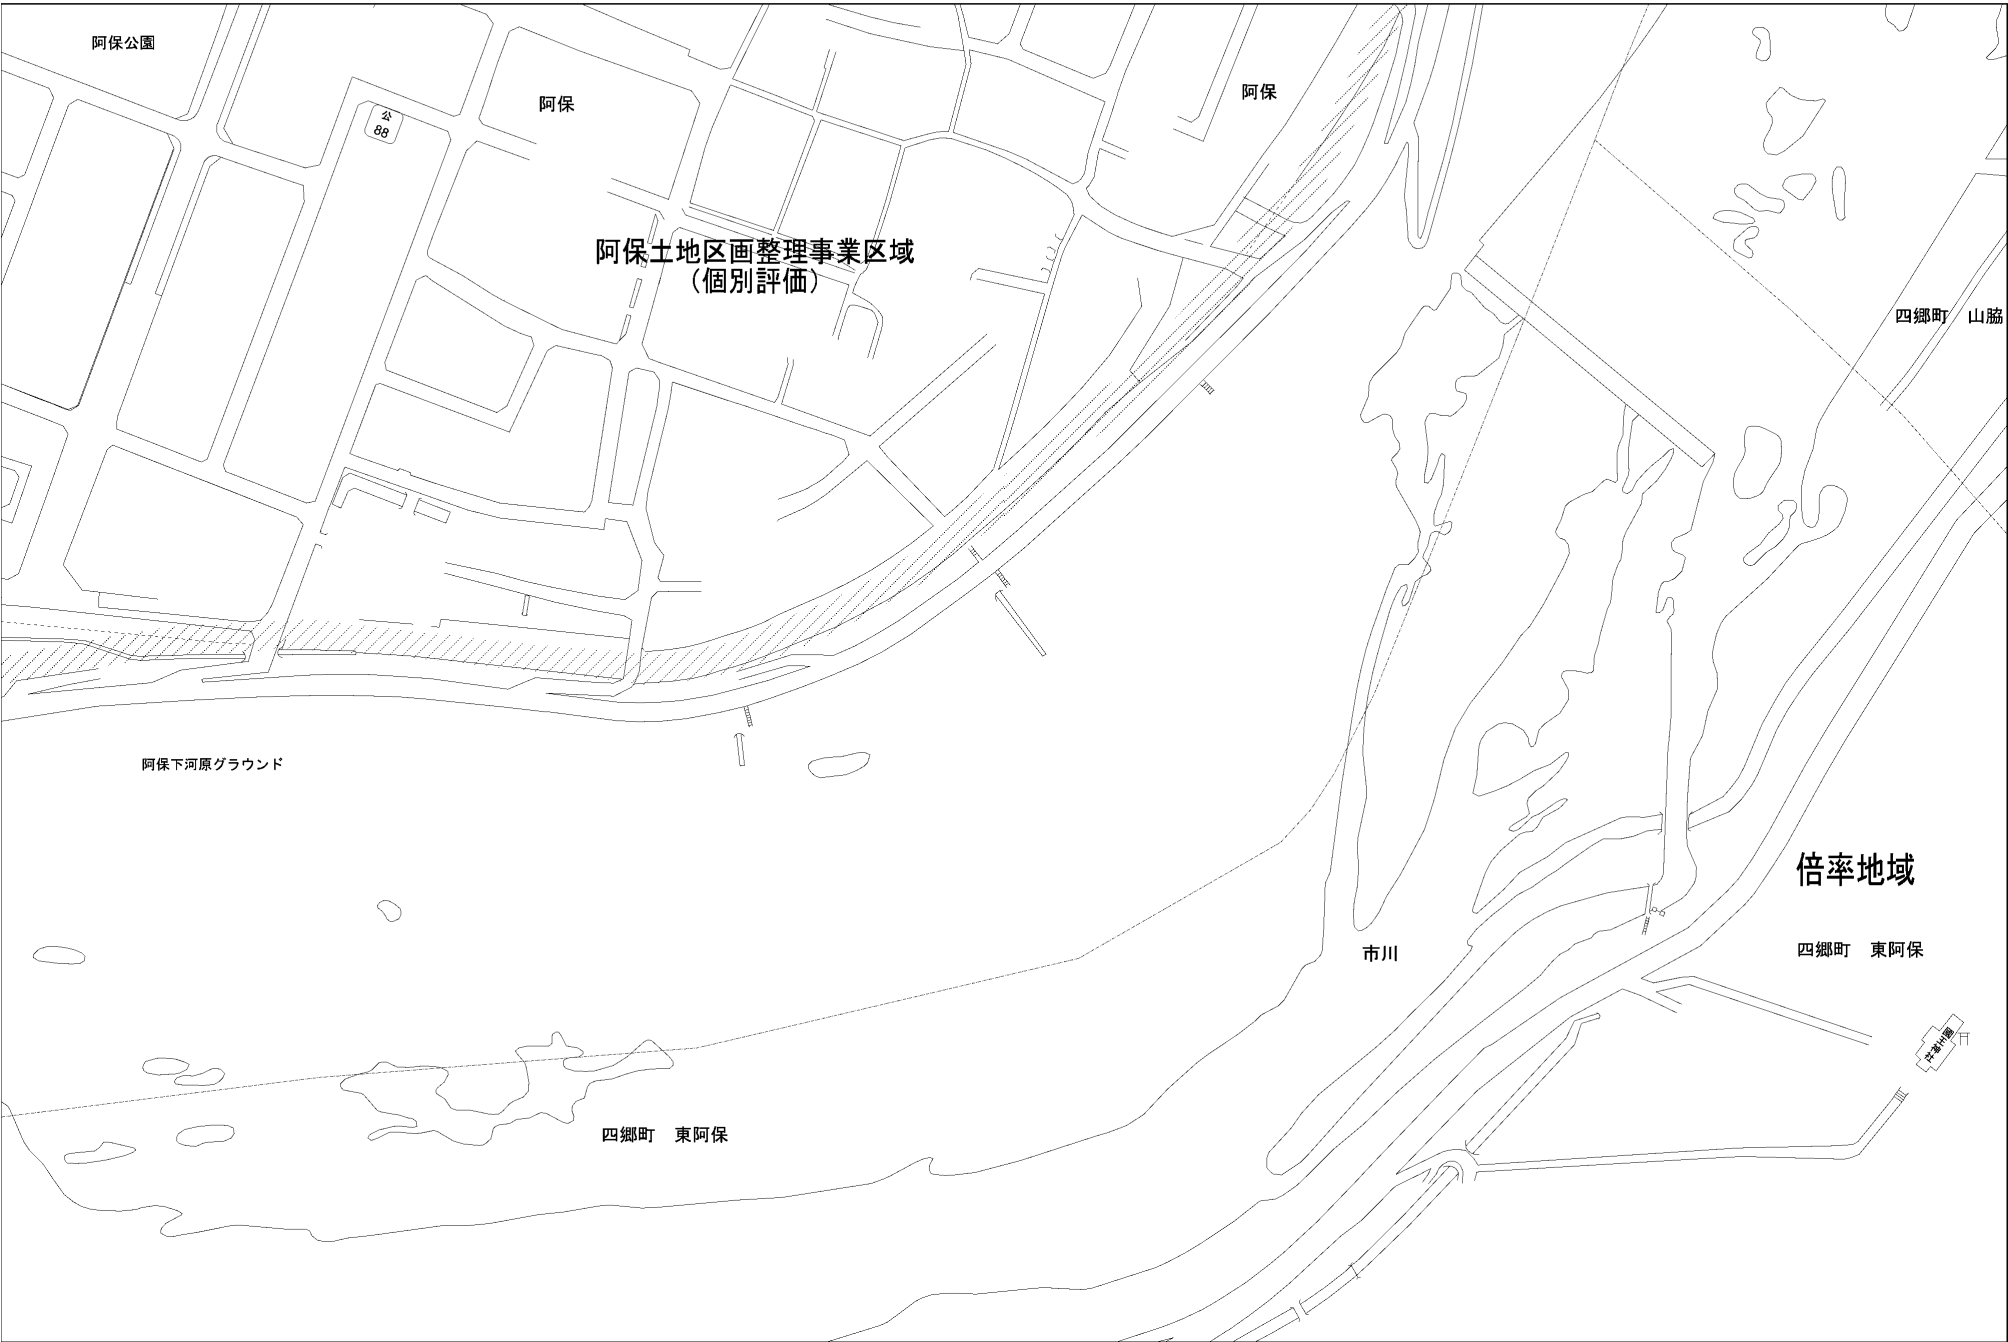 阿保公園
阿保
阿保
公
88
阿保土地区画整理事業区域
（個別評価）
四郷町　山脇
阿保下河原グラウンド
倍率地域
四郷町　東阿保
市川
四郷町　東阿保